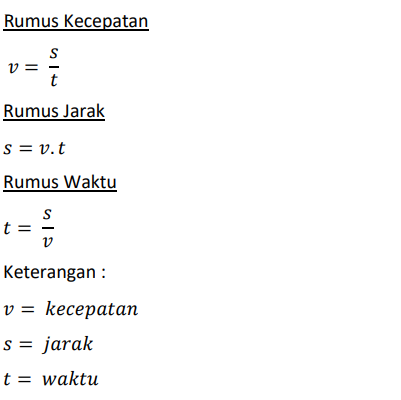 Rumus Kecepatan
v = s/t
Rumus Jarak
s = v.t
Rumus Waktu
t = s/v
Keterangan :
v = kecepatan
s = jarak
t = waktu